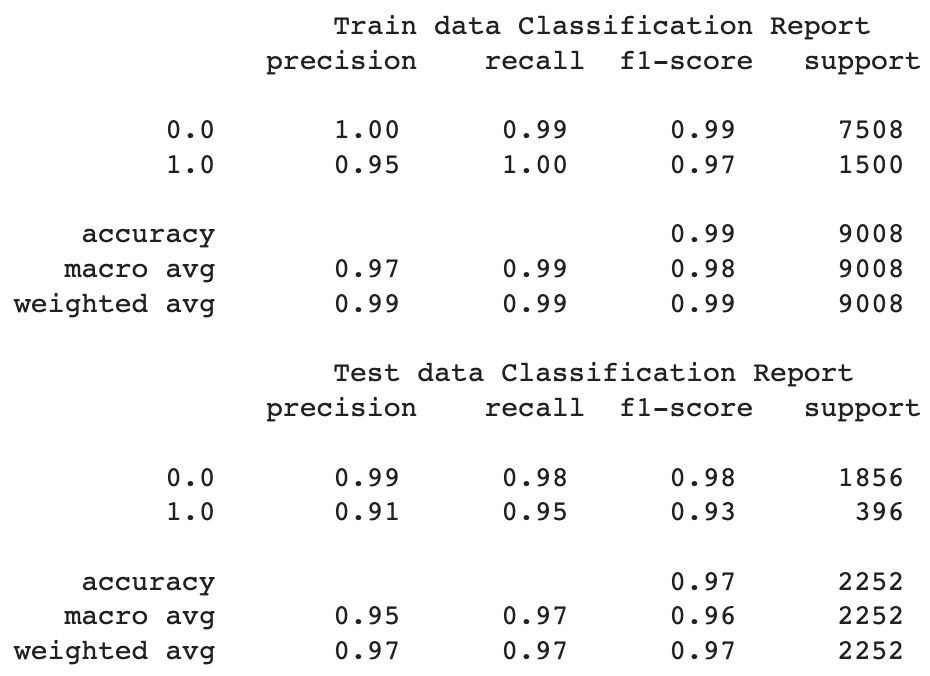 Train data Classification Report
precision recall f1-score support
0.0 1.00 0.99 0.99 7508
1.0 0.95 1.00 0.97 1500
accuracy 0.99 9008
macro avg 0.97 0.99 0.98 9008
weighted avg 0.99 0.99 0.99 9008
Test data Classification Report
precision recall f1-score support
0.0 0.99 0.98 0.98 1856
1.0 0.91 0.95 0.93 396
accuracy 0.97 2252
macro avg 0.95 0.97 0.96 2252
weighted avg 0.97 0.97 0.97 2252